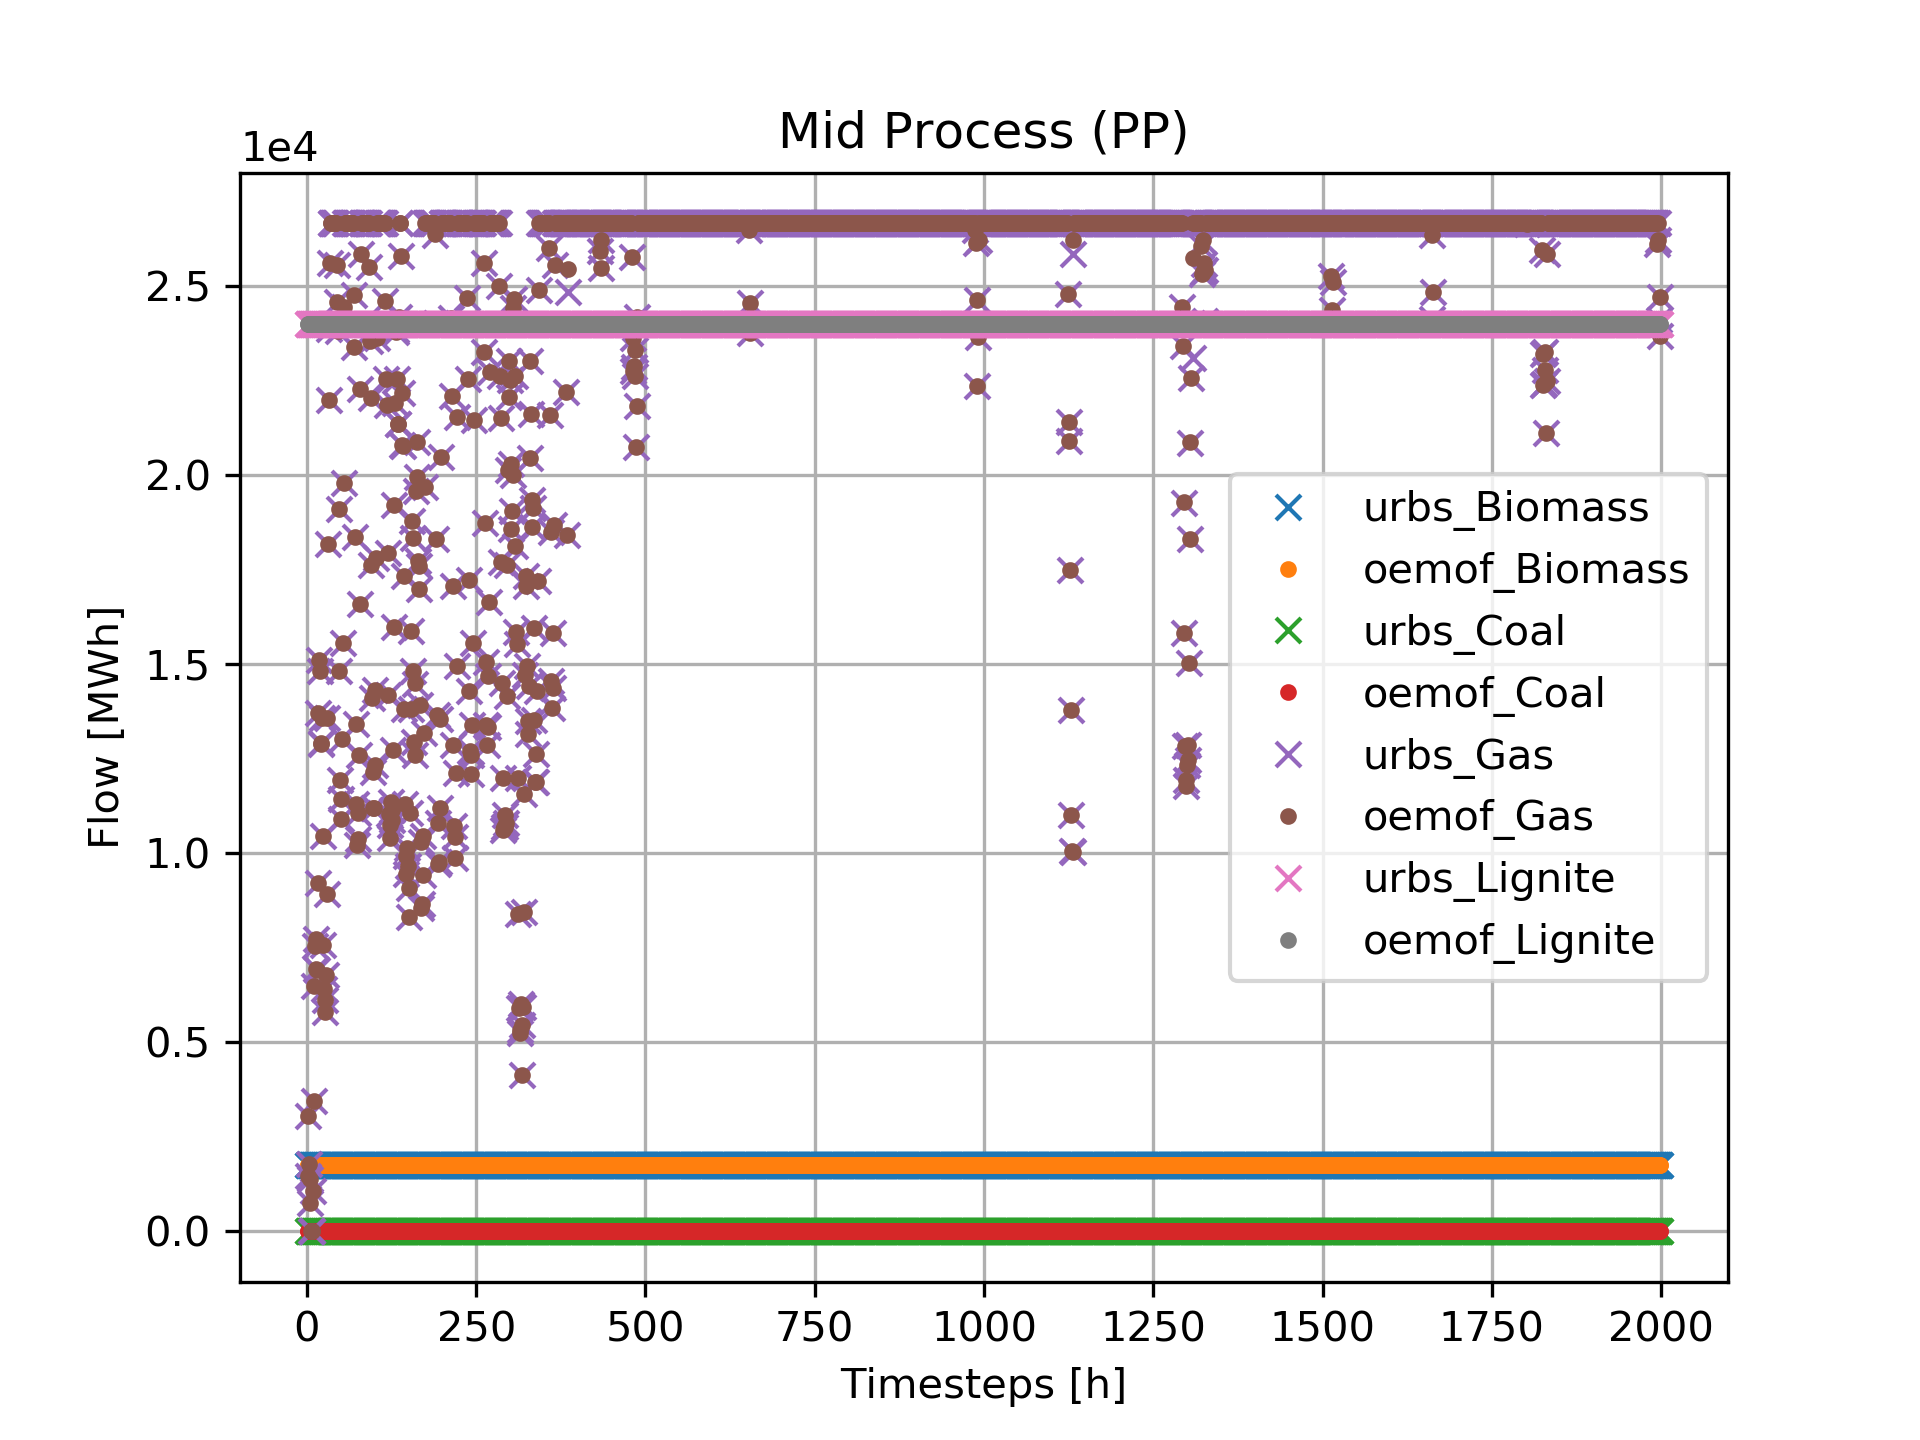 Mid Process (PP)
1e4
2.5
2.0
1.5
1.0
0.5
0.0
Flow [MWh]
0 250 500 750 1000 1250 1500 1750 2000
Timesteps [h]
urbs_Biomass
oemof_Biomass
urbs_Coal
oemof_Coal
urbs_Gas
oemof_Gas
urbs_Lignite
oemof_Lignite